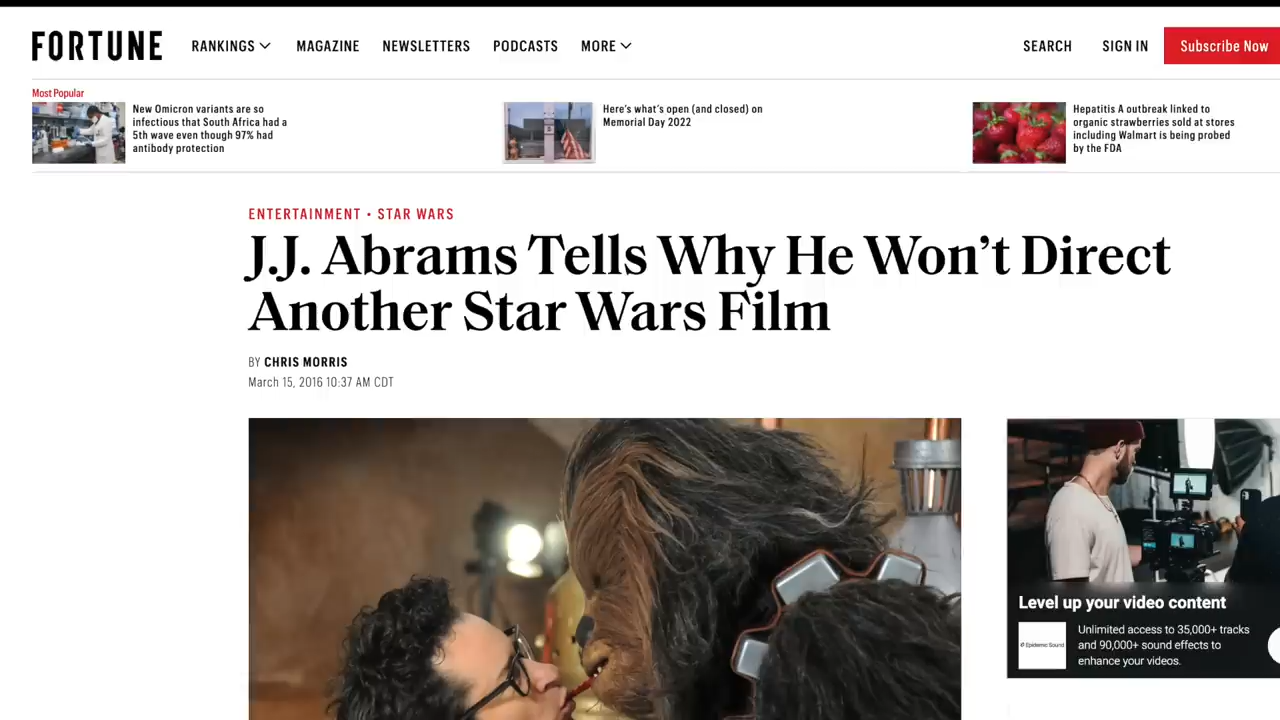 FORTUNE
RANKINGS
MAGAZINE
NEWSLETTERS
PODCASTS
MORE
SEARCH
SIGN IN
Subscribe Now
Most Popular
New Omicron variants are so
infectious that South Africa had a
5th wave even though 97% had
antibody protection
Here's what's open (and closed) on
Memorial Day 2022
Hepatitis A outbreak linked to
organic strawberries sold at stores
including Walmart is being probed
by the FDA
ENTERTAINMENT • STAR WARS
J.J. Abrams Tells Why He Won't Direct
Another Star Wars Film
BY CHRIS MORRIS
March 15, 2016 10:37 AM CDT
Level up your video content
Epidemic Sound
Unlimited access to 35,000+ tracks
and 90,000+ sound effects to
enhance your videos.